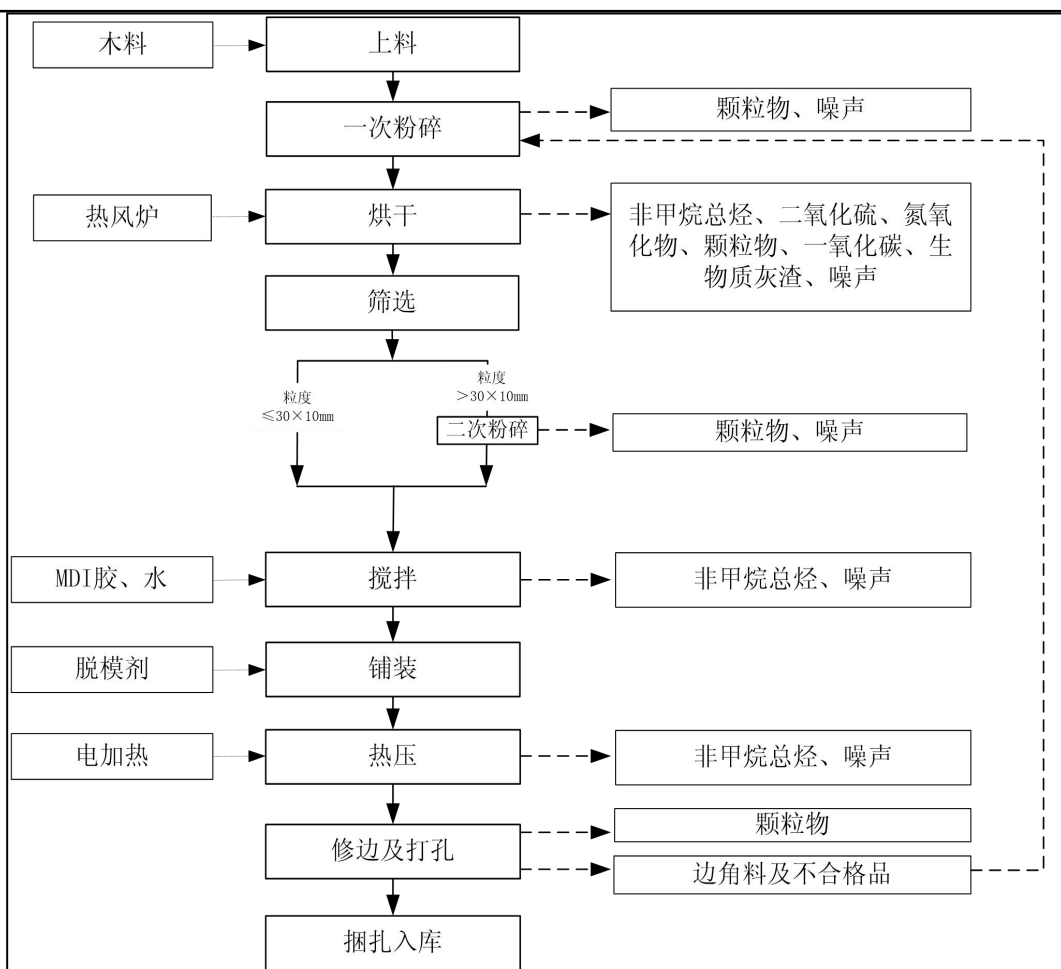 木料
上料
一次粉碎
颗粒物、噪声
热风炉
烘干
非甲烷总烃、二氧化硫、氮氧
化物、颗粒物、一氧化碳、生
物质灰渣、噪声
筛选
粒度
≤30×10mm
粒度
>30×10mm
二次粉碎
颗粒物、噪声
MDI胶、水
搅拌
非甲烷总烃、噪声
脱模剂
铺装
电加热
热压
非甲烷总烃、噪声
修边及打孔
颗粒物
边角料及不合格品
捆扎入库